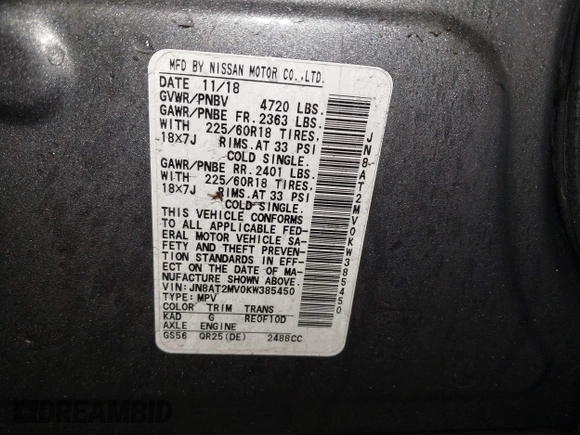 MFD BY NISSAN MOTOR CO.,LTD.
DATE 11/18
GVWR/PNBV 4720 LBS.
GAWR/PNBE FR. 2363 LBS.
WITH 225/60R18 TIRES,
18X7J RIMS.AT 33 PSI
COLD SINGLE.
GAWR/PNBE RR. 2401 LBS.
WITH 225/60R18 TIRES,
18X7J RIMS.AT 33 PSI
COLD SINGLE.
THIS VEHICLE CONFORMS
TO ALL APPLICABLE FED-
ERAL MOTOR VEHICLE SA-
FETY AND THEFT PREVEN-
TION STANDARDS IN EFF-
ECT ON THE DATE OF MA-
NUFACTURE SHOWN ABOVE.
VIN: JN8AT2MV0KW385450
TYPE: MPV
COLOR TRIM TRANS
KAD G RE0F10D
AXLE ENGINE
GS56 QR25(DE) 2488CC
JN8AT2MV0KW385450
DREAMBID